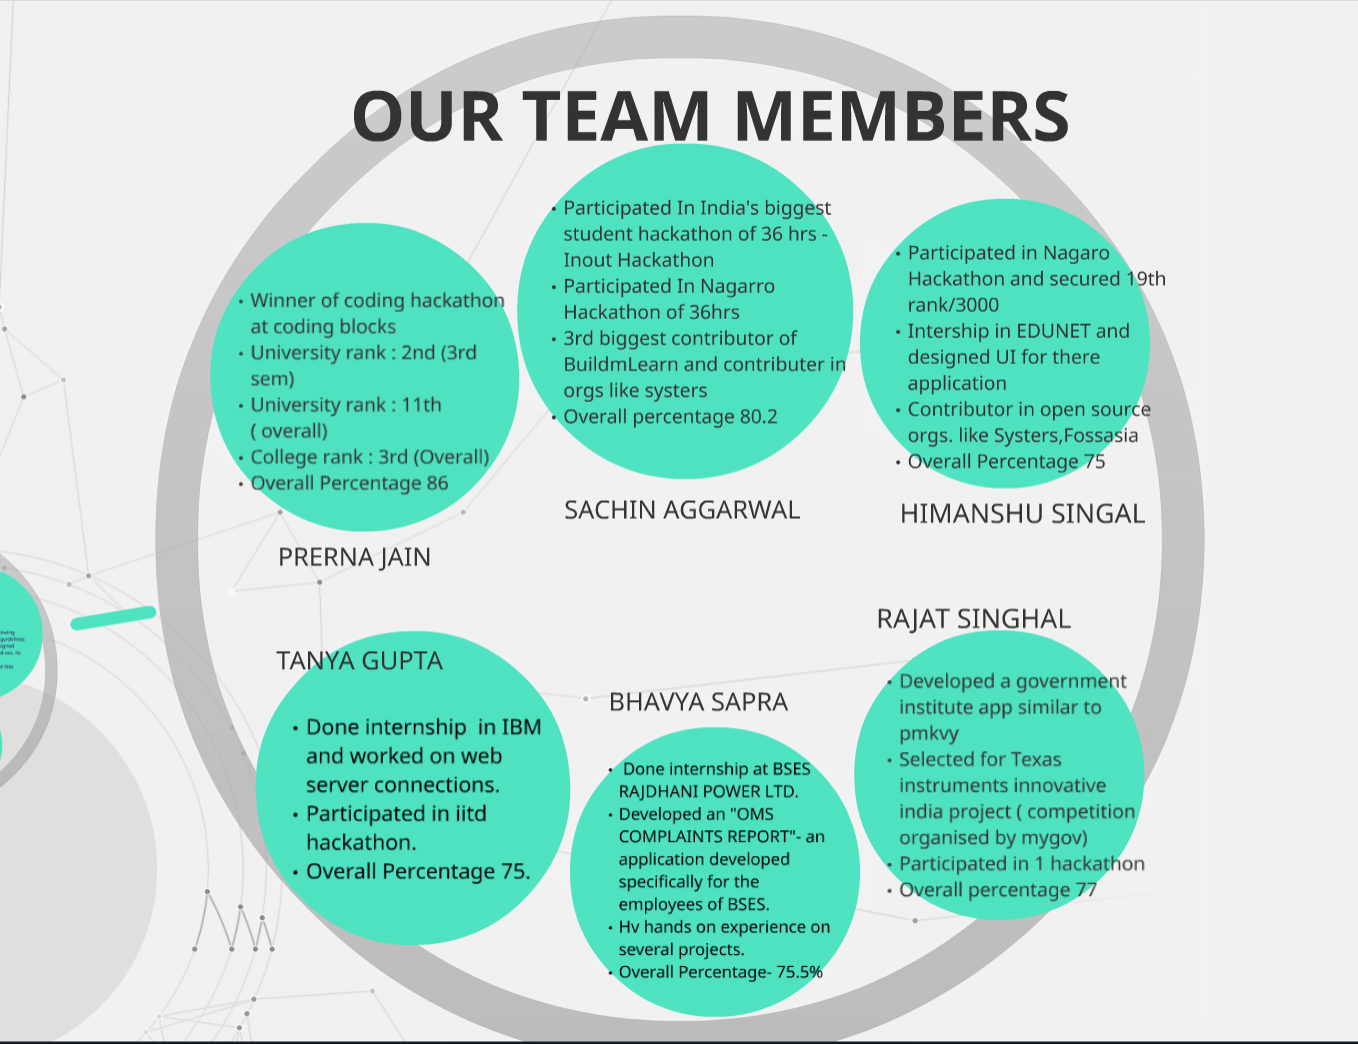 OUR TEAM MEMBERS
• Winner of coding hackathon
at coding blocks
• University rank : 2nd (3rd
sem)
• University rank : 11th
( overall)
• College rank : 3rd (Overall)
• Overall Percentage 86
PRERNA JAIN
• Participated In India's biggest
student hackathon of 36 hrs -
Inout Hackathon
• Participated In Nagarro
Hackathon of 36hrs
• 3rd biggest contributor of
BuildmLearn and contributer in
orgs like systers
• Overall percentage 80.2
SACHIN AGGARWAL
• Participated in Nagaro
Hackathon and secured 19th
rank/3000
• Intership in EDUNET and
designed UI for there
application
• Contributor in open source
orgs. like Systers,Fossasia
• Overall Percentage 75
HIMANSHU SINGAL
TANYA GUPTA
• Done internship  in IBM
and worked on web
server connections.
• Participated in iitd
hackathon.
• Overall Percentage 75.
BHAVYA SAPRA
• Done internship at BSES
RAJDHANI POWER LTD.
• Developed an "OMS
COMPLAINTS REPORT"- an
application developed
specifically for the
employees of BSES.
• Hv hands on experience on
several projects.
• Overall Percentage- 75.5%
RAJAT SINGHAL
• Developed a government
institute app similar to
pmkvy
• Selected for Texas
instruments innovative
india project ( competition
organised by mygov)
• Participated in 1 hackathon
• Overall percentage 77